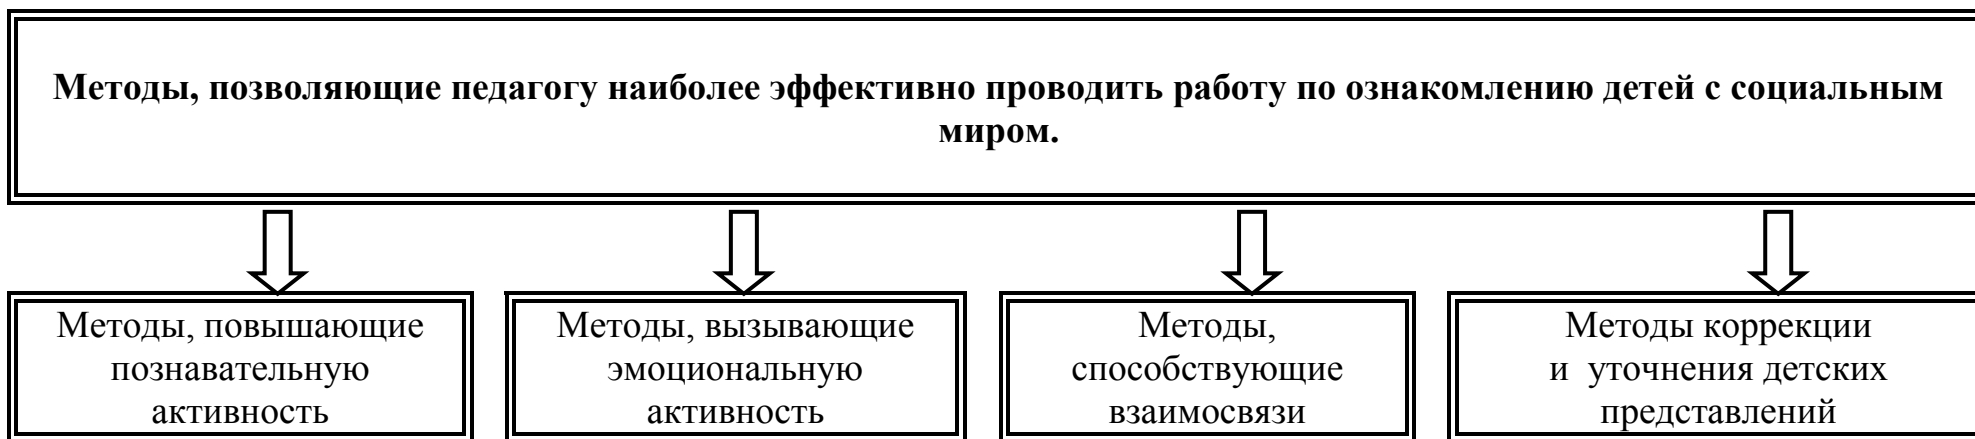 Методы, позволяющие педагогу наиболее эффективно проводить работу по ознакомлению детей с социальным
миром.
Методы, повышающие
познавательную
активность
Методы, вызывающие
эмоциональную
активность
Методы,
способствующие
взаимосвязи
Методы коррекции
и уточнения детских
представлений